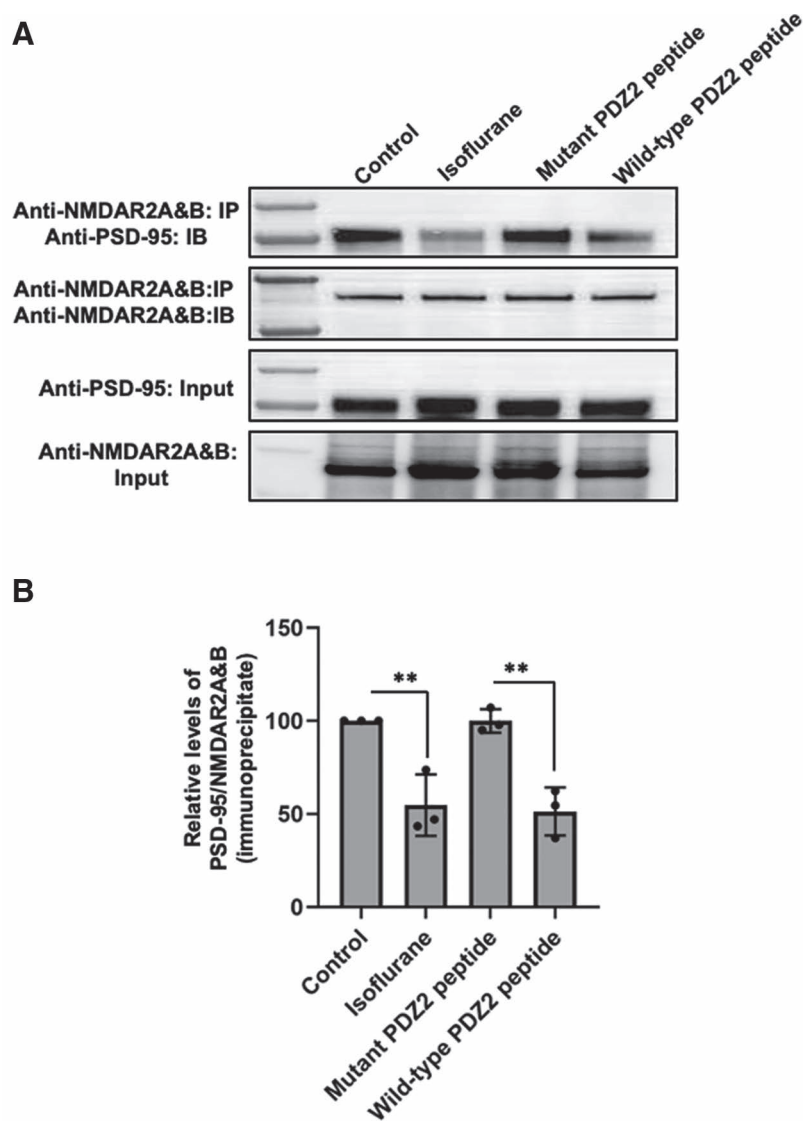 A
Control
Isoflurane
Mutant PDZ2 peptide
Wild-type PDZ2 peptide
Anti-NMDAR2A&B: IP
Anti-PSD-95: IB
Anti-NMDAR2A&B:IP
Anti-NMDAR2A&B:IB
Anti-PSD-95: Input
Anti-NMDAR2A&B:
Input
B
Relative levels of
PSD-95/NMDAR2A&B
(immunoprecipitate)
150
100
50
0
**
**
Control
Isoflurane
Mutant PDZ2 peptide
Wild-type PDZ2 peptide